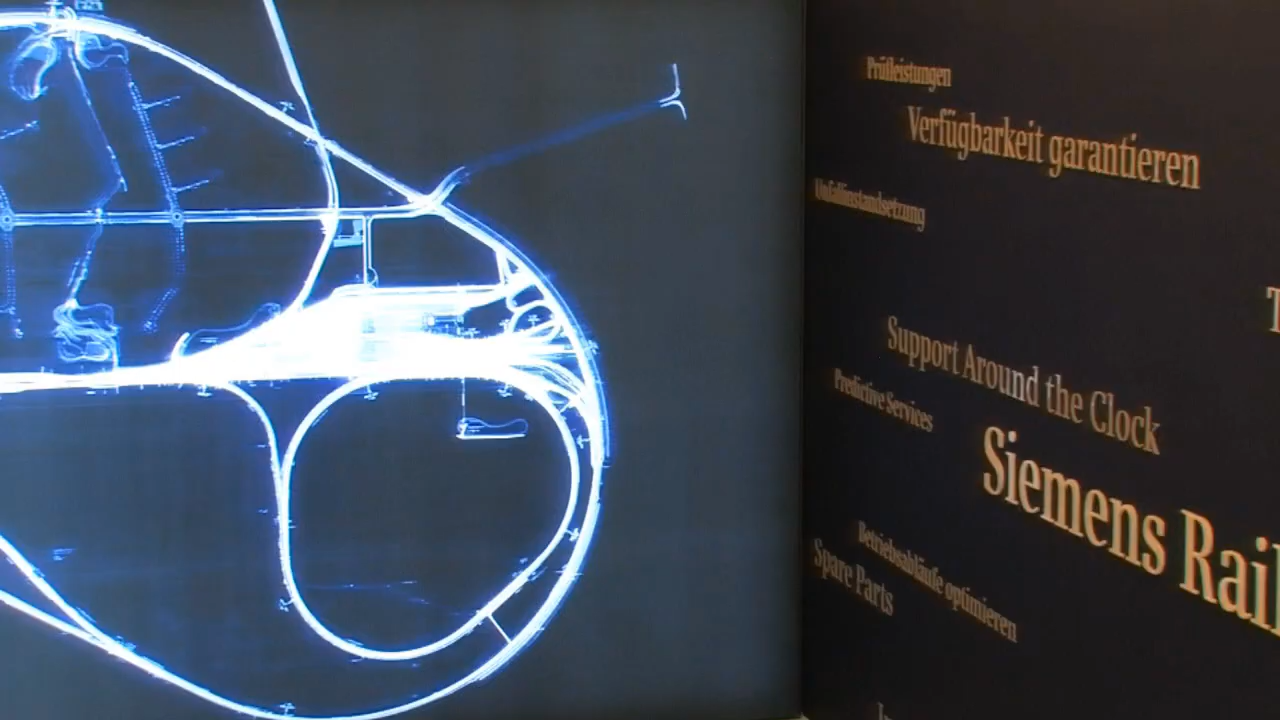 Prüfleistungen
Verfügbarkeit garantieren
Unfallinstandsetzung
Support Around the Clock
Predictive Services
Siemens Rail
Betriebsabläufe optimieren
Spare Parts